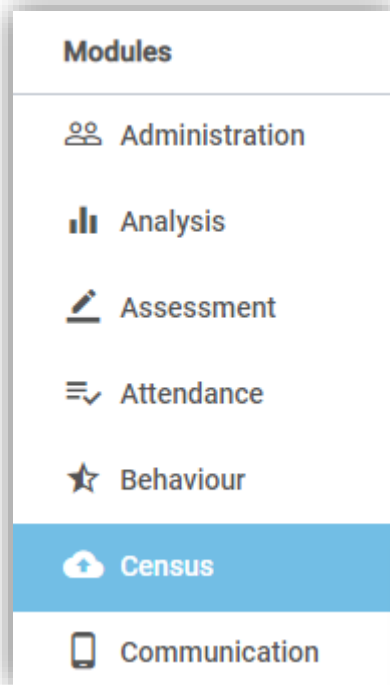 Modules
Administration
Analysis
Assessment
Attendance
Behaviour
Census
Communication